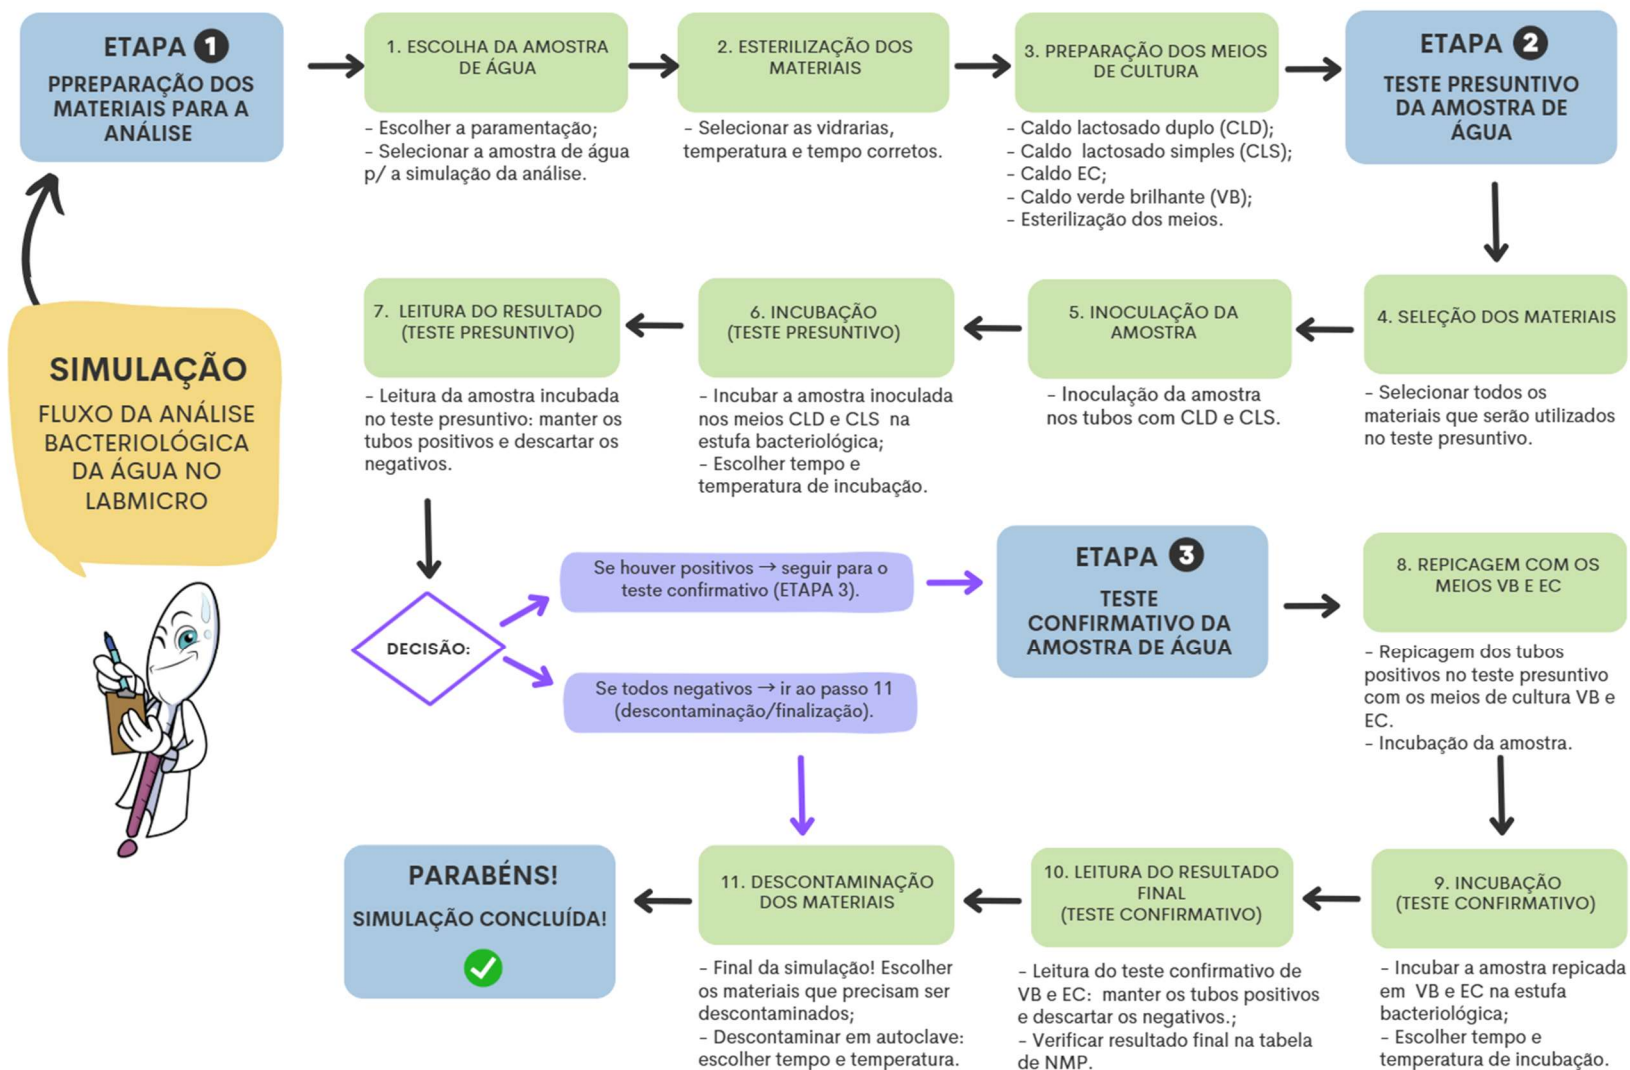 ETAPA 1
PPREPARAÇÃO DOS
MATERIAIS PARA A
ANÁLISE
1. ESCOLHA DA AMOSTRA
DE ÁGUA
- Escolher a paramentação;
- Selecionar a amostra de água
p/ a simulação da análise.
2. ESTERILIZAÇÃO DOS
MATERIAIS
- Selecionar as vidrarias,
temperatura e tempo corretos.
3. PREPARAÇÃO DOS MEIOS
DE CULTURA
- Caldo lactosado duplo (CLD);
- Caldo lactosado simples (CLS);
- Caldo EC;
- Caldo verde brilhante (VB);
- Esterilização dos meios.
ETAPA 2
TESTE PRESUNTIVO
DA AMOSTRA DE
ÁGUA
4. SELEÇÃO DOS MATERIAIS
- Selecionar todos os
materiais que serão utilizados
no teste presuntivo.
5. INOCULAÇÃO DA
AMOSTRA
- Inoculação da amostra
nos tubos com CLD e CLS.
6. INCUBAÇÃO
(TESTE PRESUNTIVO)
- Incubar a amostra inoculada
nos meios CLD e CLS na
estufa bacteriológica;
- Escolher tempo e
temperatura de incubação.
7. LEITURA DO RESULTADO
(TESTE PRESUNTIVO)
- Leitura da amostra incubada
no teste presuntivo: manter os
tubos positivos e descartar os
negativos.
SIMULAÇÃO
FLUXO DA ANÁLISE
BACTERIOLÓGICA
DA ÁGUA NO
LABMICRO
DECISÃO:
Se houver positivos → seguir para o
teste confirmativo (ETAPA 3).
Se todos negativos → ir ao passo 11
(descontaminação/finalização).
ETAPA 3
TESTE
CONFIRMATIVO DA
AMOSTRA DE ÁGUA
8. REPICAGEM COM OS
MEIOS VB E EC
- Repicagem dos tubos
positivos no teste presuntivo
com os meios de cultura VB e
EC.
- Incubação da amostra.
9. INCUBAÇÃO
(TESTE CONFIRMATIVO)
- Incubar a amostra repicada
em VB e EC na estufa
bacteriológica;
- Escolher tempo e
temperatura de incubação.
10. LEITURA DO RESULTADO
FINAL
(TESTE CONFIRMATIVO)
- Leitura do teste confirmativo de
VB e EC: manter os tubos positivos
e descartar os negativos.;
- Verificar resultado final na tabela
de NMP.
11. DESCONTAMINAÇÃO
DOS MATERIAIS
- Final da simulação! Escolher
os materiais que precisam ser
descontaminados;
- Descontaminar em autoclave:
escolher tempo e temperatura.
PARABÉNS!
SIMULAÇÃO CONCLUÍDA!